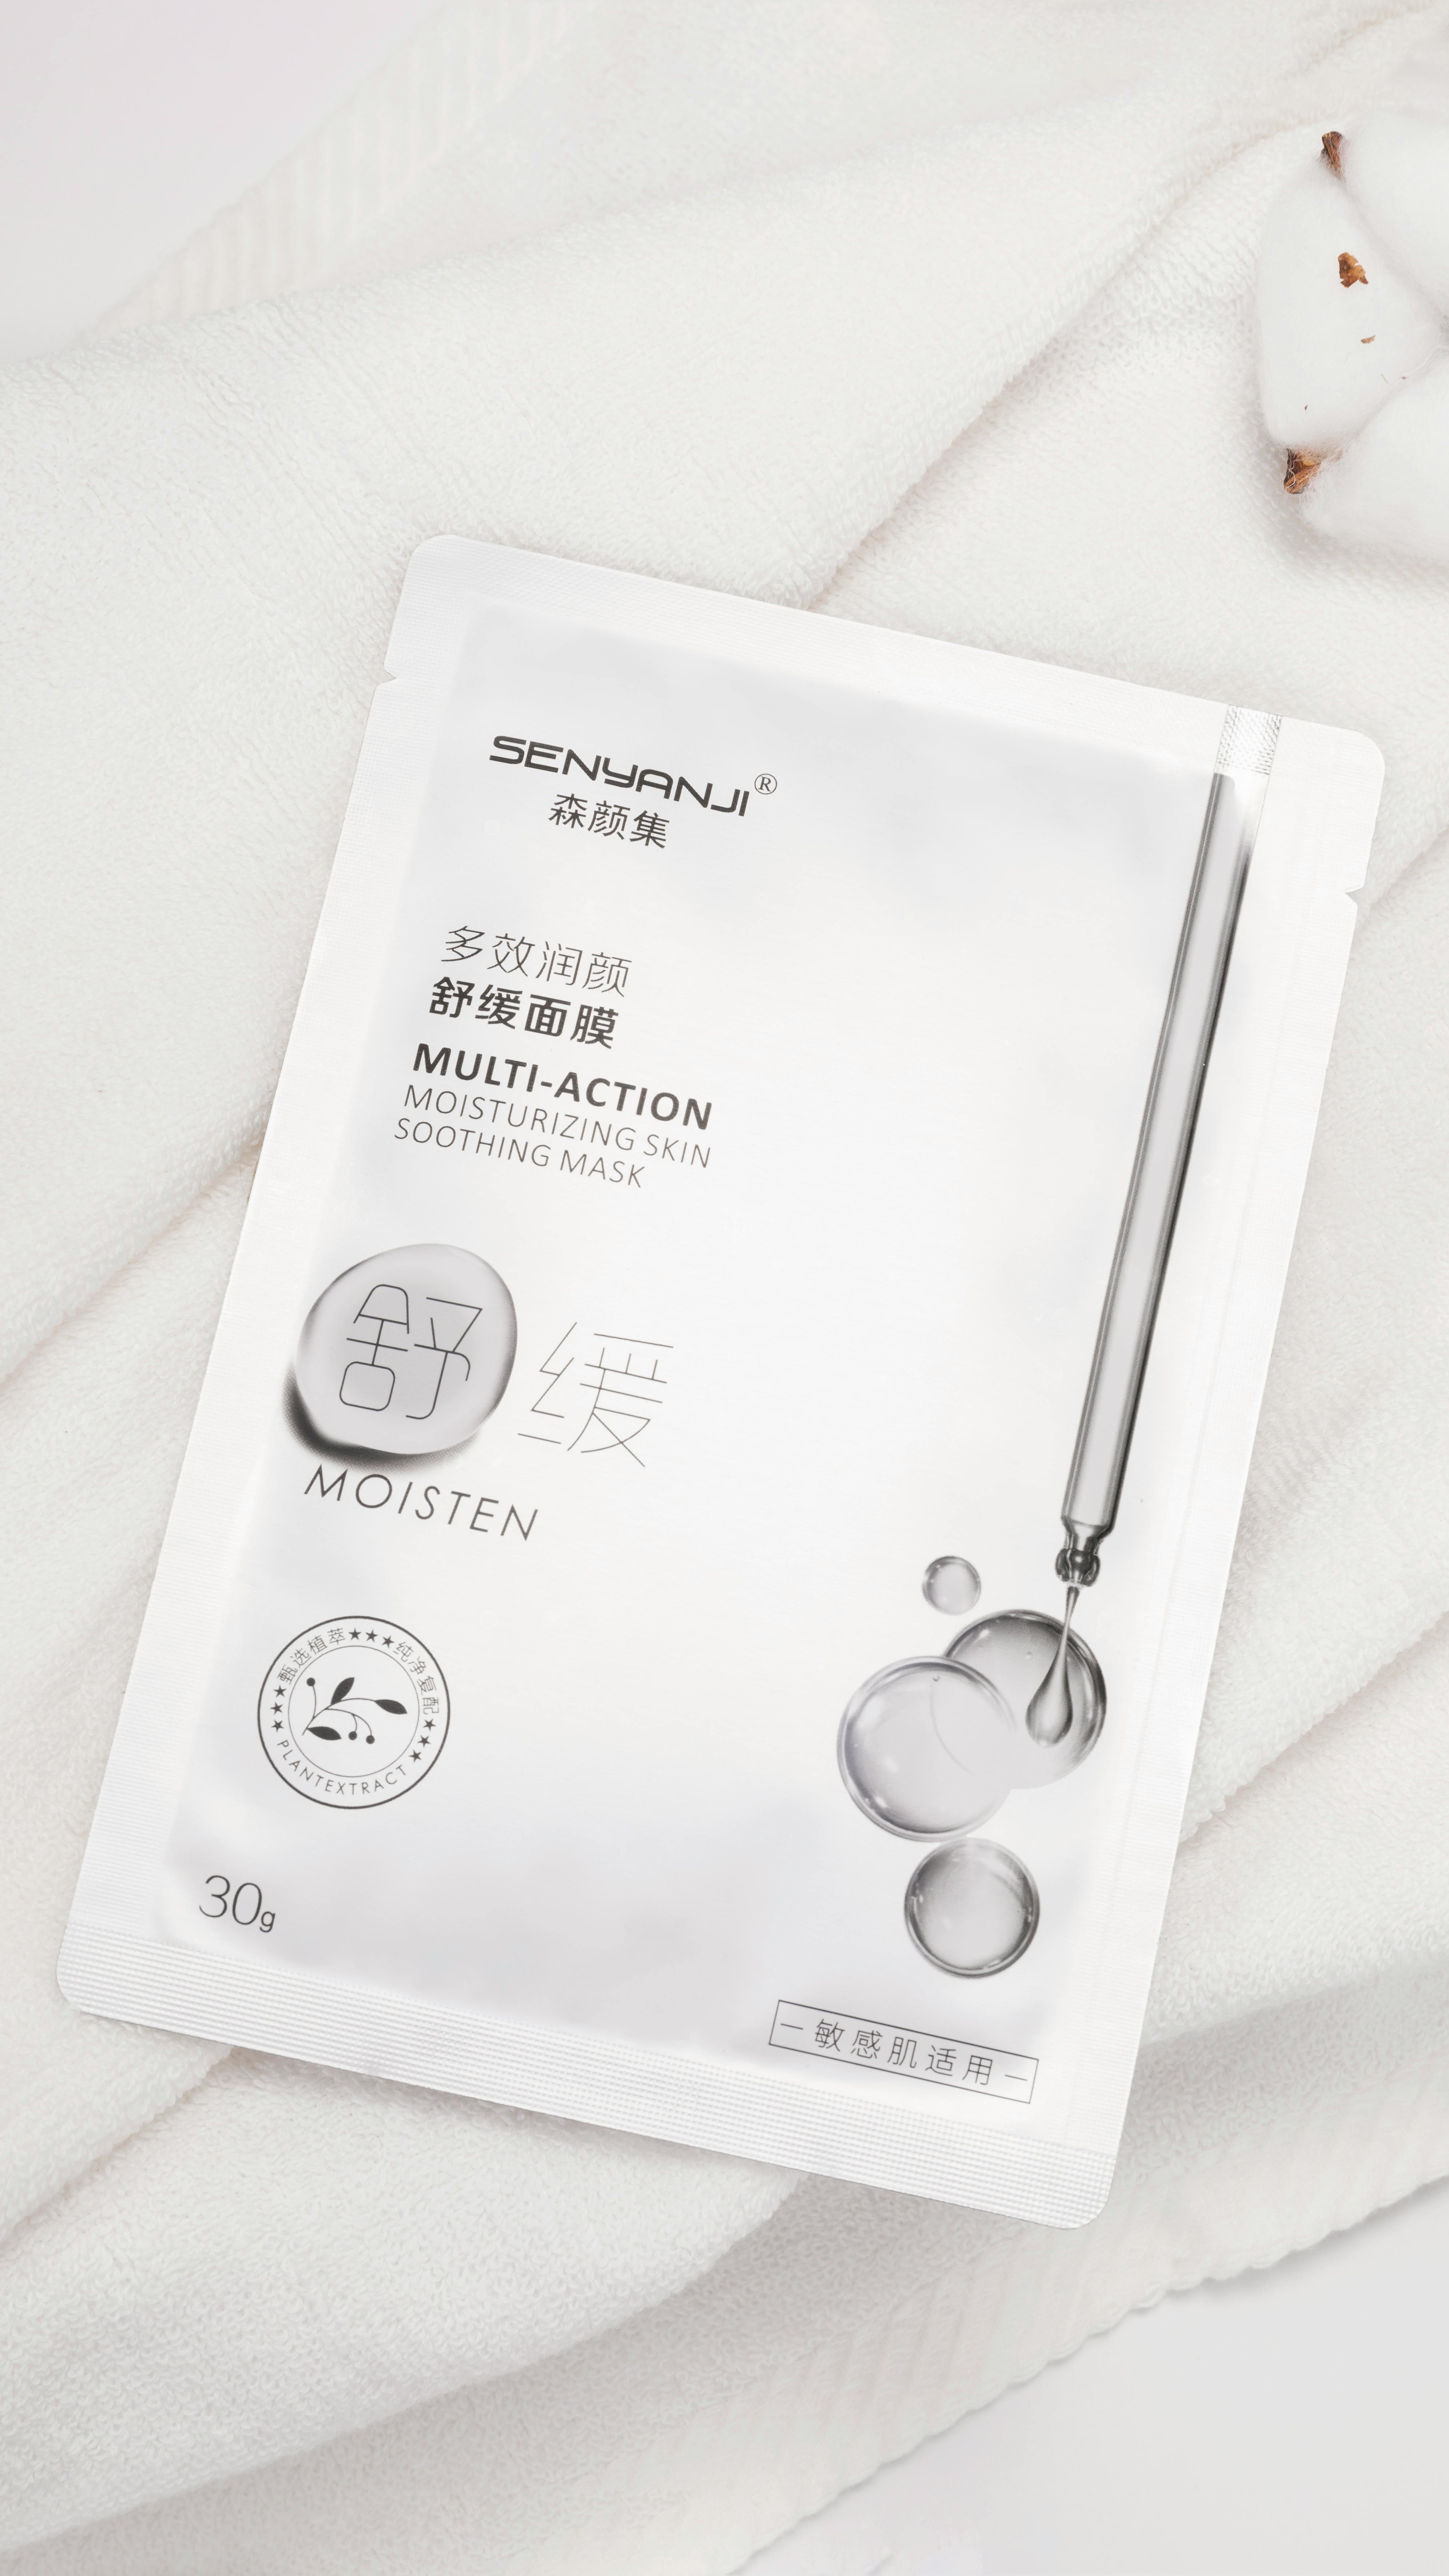 SENYANJI®
森颜集
多效润颜
舒缓面膜
MULTI-ACTION
MOISTURIZING SKIN
SOOTHING MASK
舒缓
MOISTEN
★★★甄选植萃★★★纯净复配★★★
PLANTEXTRACT
30g
—敏感肌适用—